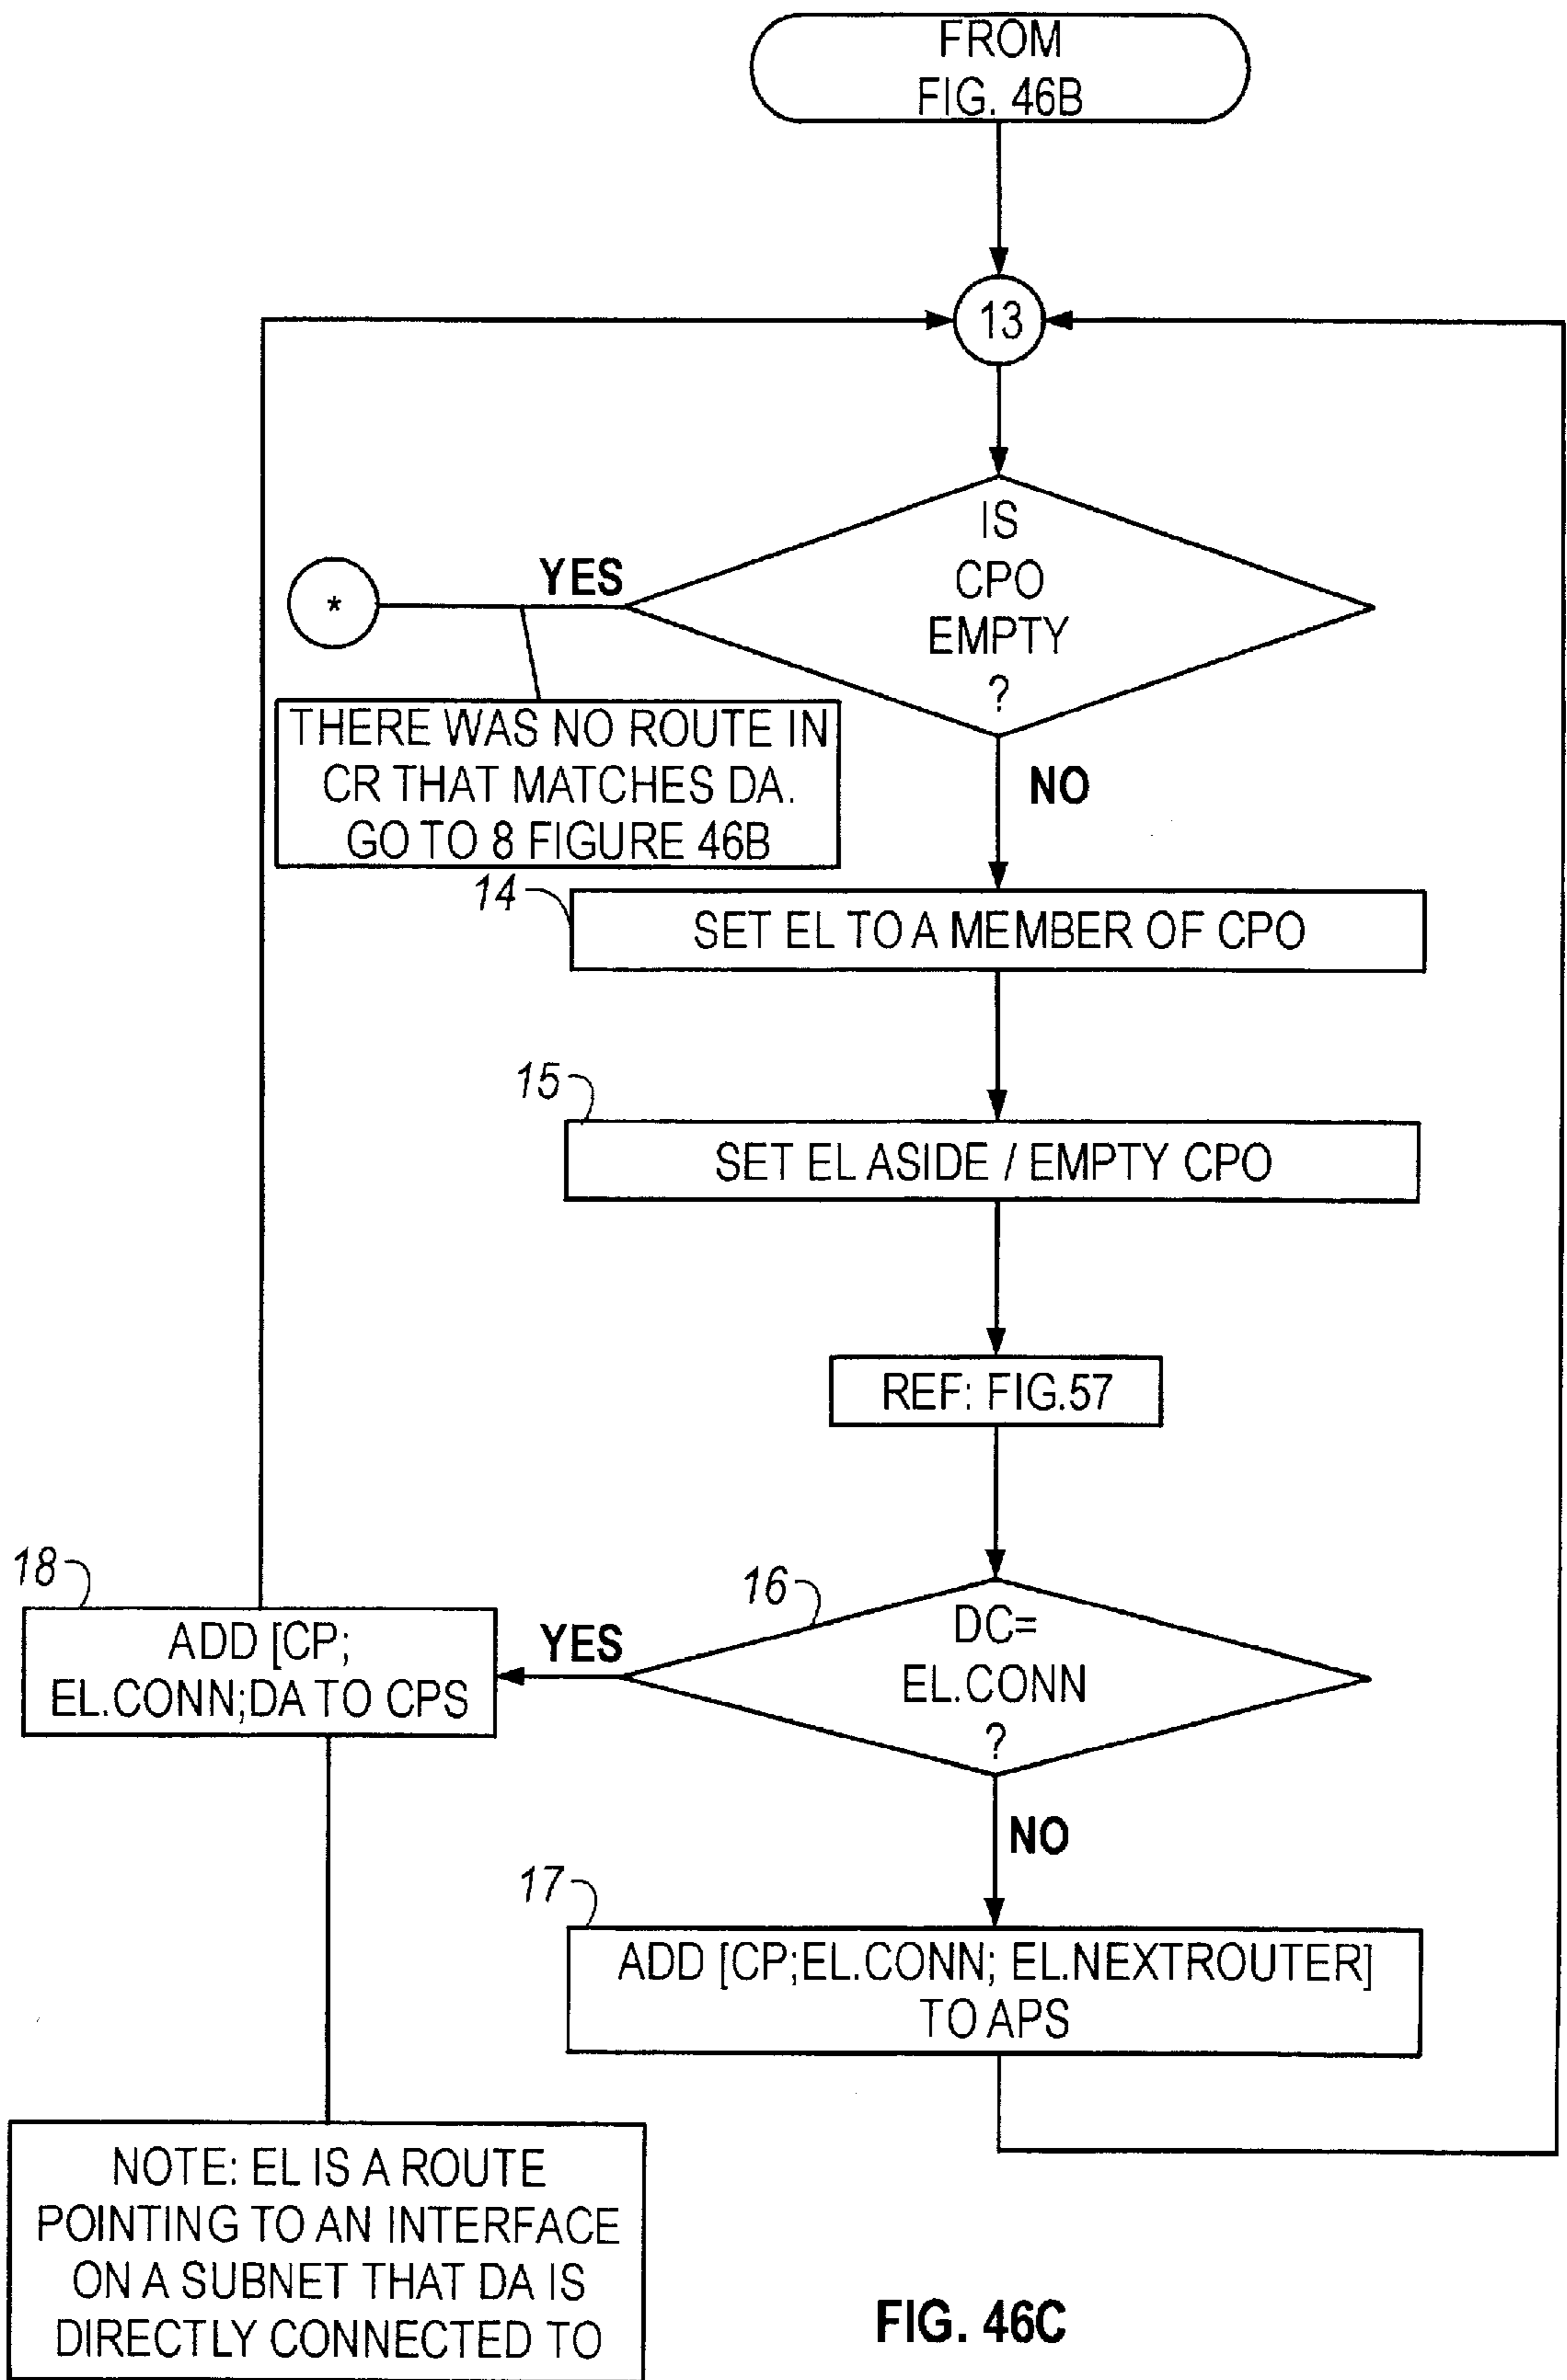 FROM
FIG. 46B
13
IS
CPO
EMPTY
?
YES
*
THERE WAS NO ROUTE IN
CR THAT MATCHES DA.
GO TO 8 FIGURE 46B
NO
14
SET EL TO A MEMBER OF CPO
15
SET EL ASIDE / EMPTY CPO
REF: FIG.57
16
DC=
EL.CONN
?
YES
18
ADD [CP;
EL.CONN;DA TO CPS
NO
17
ADD [CP;EL.CONN; EL.NEXTROUTER]
TO APS
NOTE: EL IS A ROUTE
POINTING TO AN INTERFACE
ON A SUBNET THAT DA IS
DIRECTLY CONNECTED TO
FIG. 46C